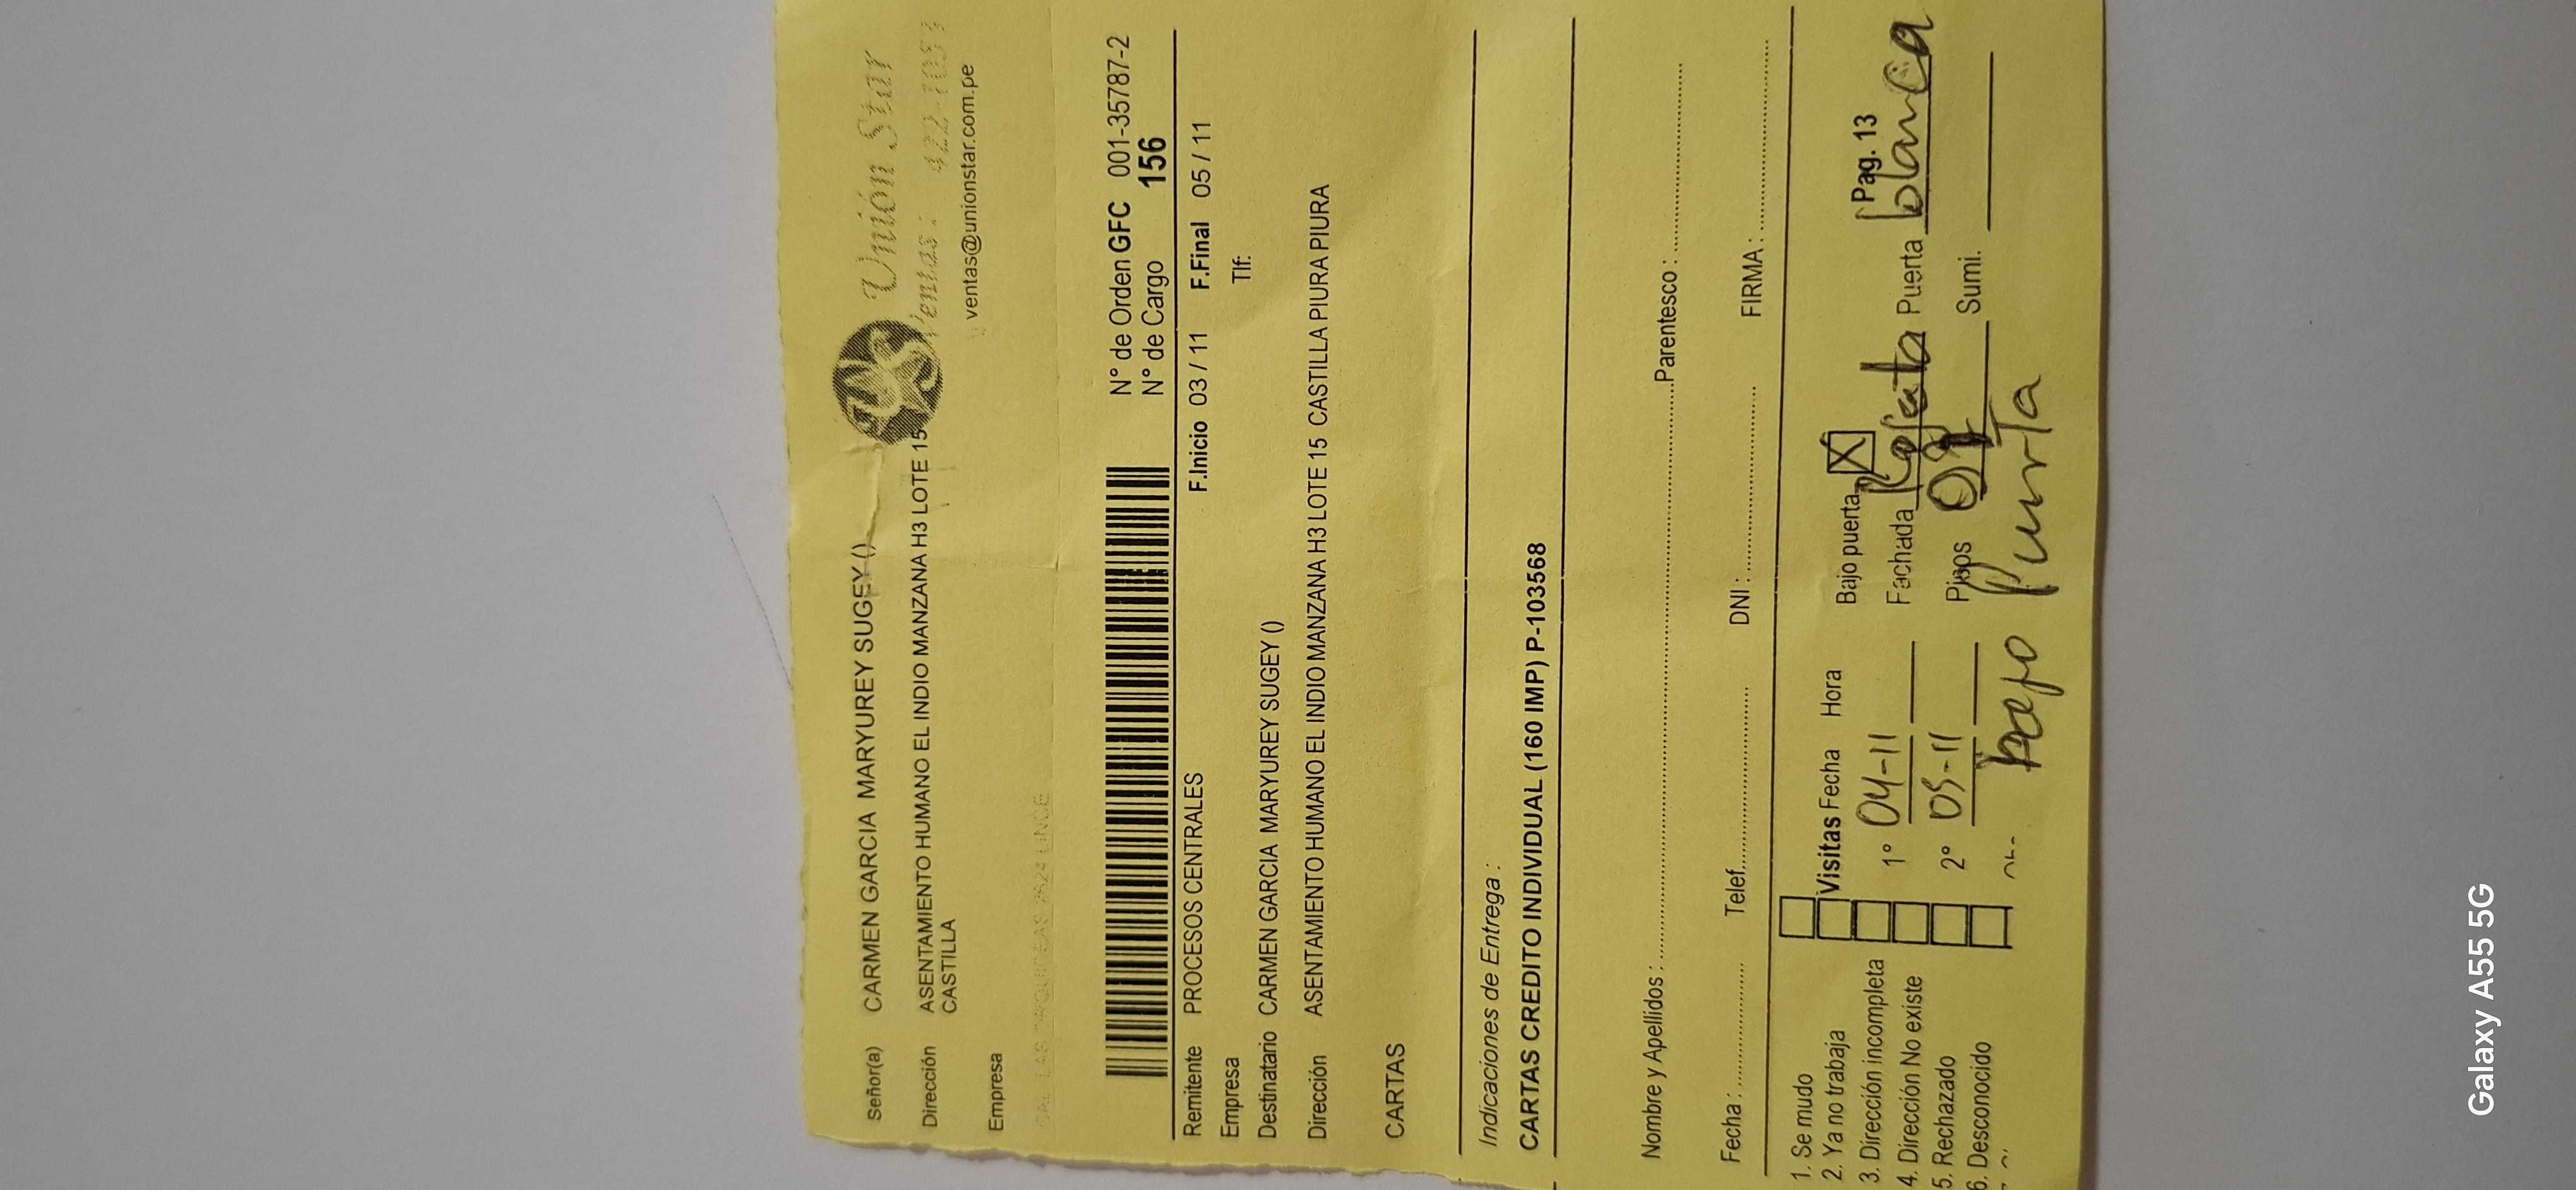 Unión Star
Ventas: 422-1053
ventas@unionstar.com.pe
Señor(a) CARMEN GARCIA MARYUREY SUGEY ()
Dirección ASENTAMIENTO HUMANO EL INDIO MANZANA H3 LOTE 15
CASTILLA
Empresa
N° de Orden GFC 001-35787-2
N° de Cargo 156
Remitente PROCESOS CENTRALES F.Inicio 03 / 11 F.Final 05 / 11
Empresa Tlf:
Destinatario CARMEN GARCIA MARYUREY SUGEY ()
Dirección ASENTAMIENTO HUMANO EL INDIO MANZANA H3 LOTE 15 CASTILLA PIURA PIURA
CARTAS
Indicaciones de Entrega :
CARTAS CREDITO INDIVIDUAL (160 IMP) P-103568
Nombre y Apellidos : Parentesco :
Fecha : Telef. DNI : FIRMA :
1. Se mudo
2. Ya no trabaja Visitas Fecha Hora Bajo puerta X Pag. 13
3. Dirección incompleta 1° 04-11 Fachada Puerta blanca
4. Dirección No existe
5. Rechazado 2° 05-11 Pisos Sumi.
6. Desconocido
bajo Puerta
Galaxy A55 5G